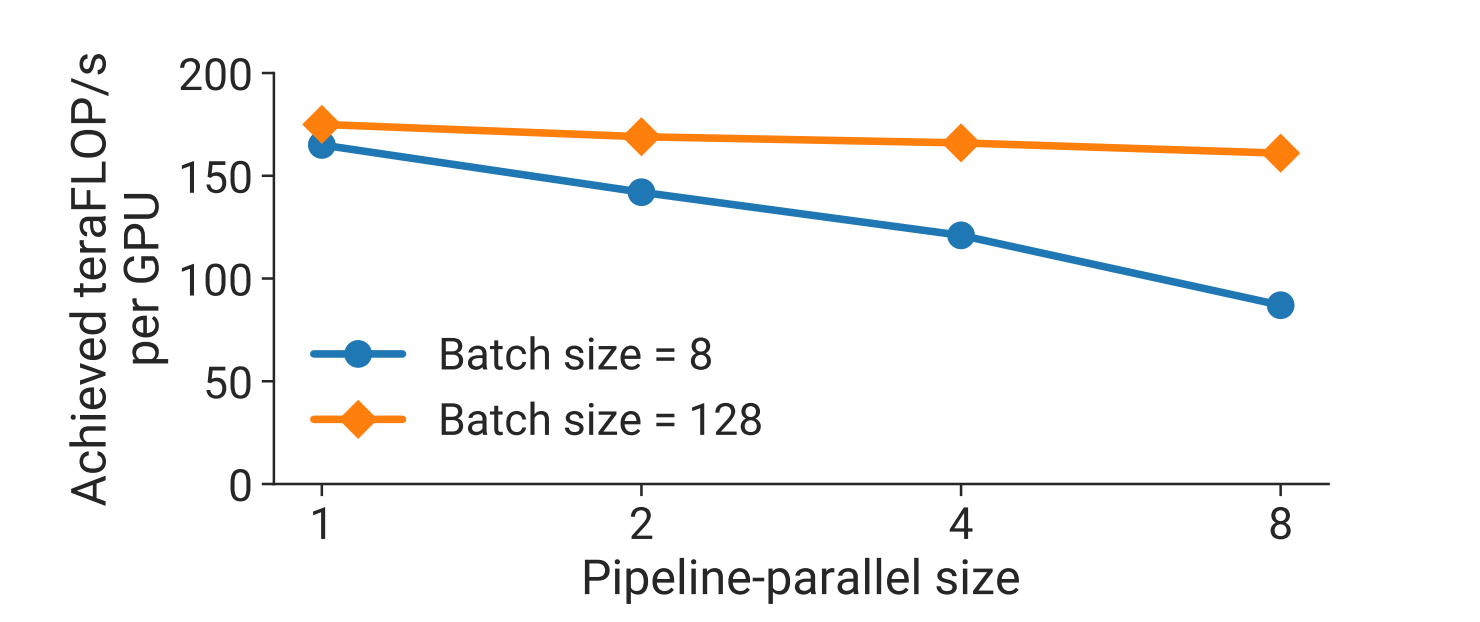 Achieved teraFLOP/s
per GPU
200
150
100
50
0
Batch size = 8
Batch size = 128
1 2 4 8
Pipeline-parallel size